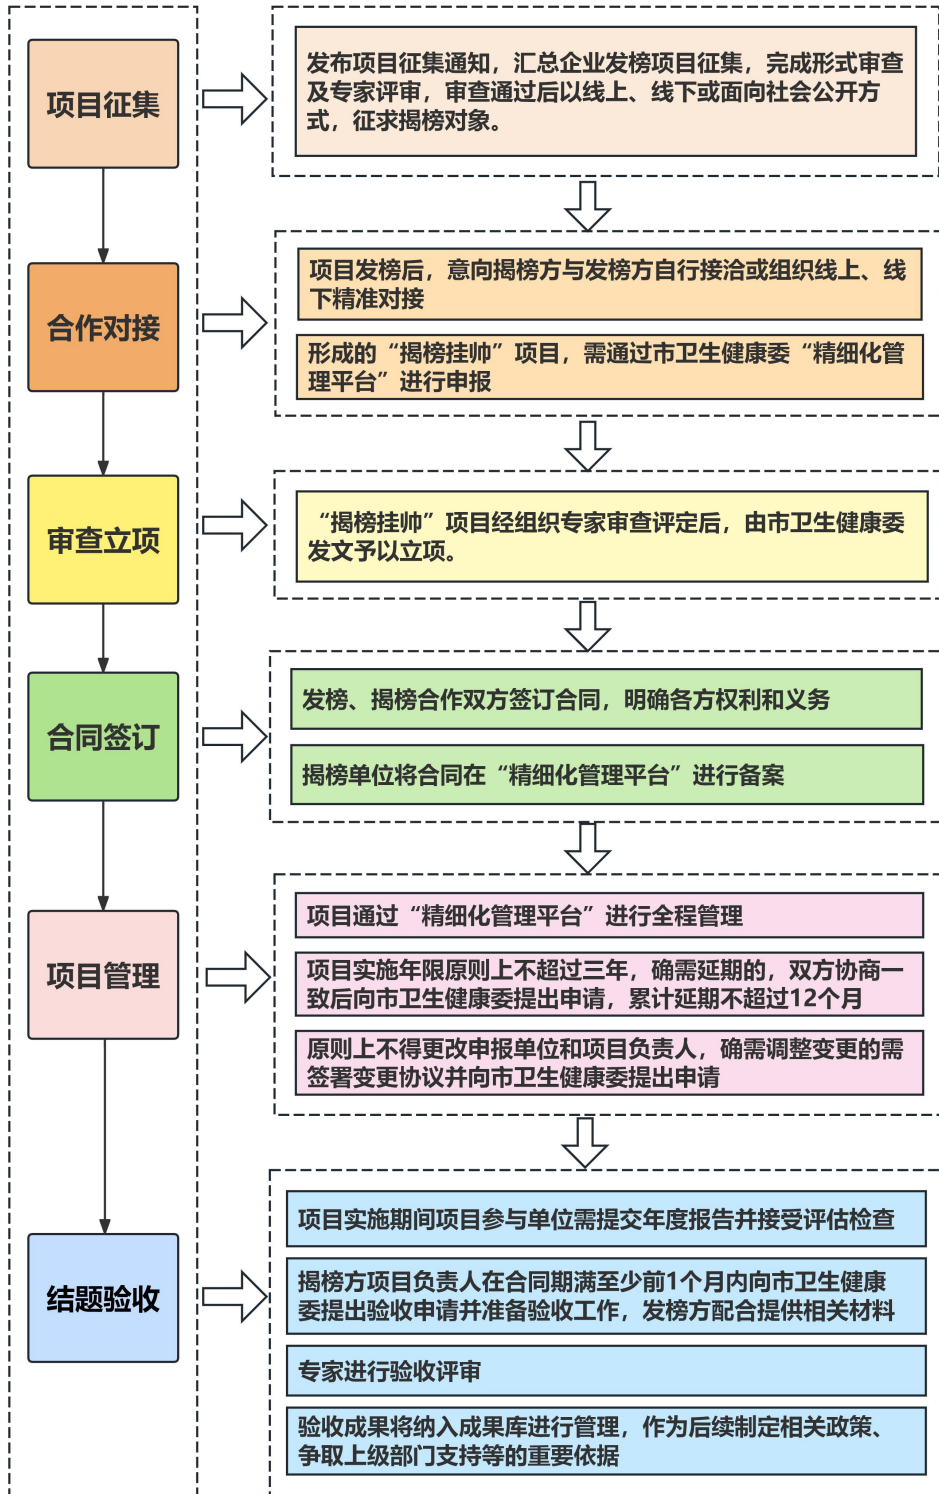 项目征集
发布项目征集通知，汇总企业发榜项目征集，完成形式审查
及专家评审，审查通过后以线上、线下或面向社会公开方
式，征求揭榜对象。
合作对接
项目发榜后，意向揭榜方与发榜方自行接洽或组织线上、线
下精准对接
形成的“揭榜挂帅”项目，需通过市卫生健康委“精细化管
理平台”进行申报
审查立项
“揭榜挂帅”项目经组织专家审查评定后，由市卫生健康委
发文予以立项。
合同签订
发榜、揭榜合作双方签订合同，明确各方权利和义务
揭榜单位将合同在“精细化管理平台”进行备案
项目管理
项目通过“精细化管理平台”进行全程管理
项目实施年限原则上不超过三年，确需延期的，双方协商一
致后向市卫生健康委提出申请，累计延期不超过12个月
原则上不得更改申报单位和项目负责人，确需调整变更的需
签署变更协议并向市卫生健康委提出申请
结题验收
项目实施期间项目参与单位需提交年度报告并接受评估检查
揭榜方项目负责人在合同期满至少前1个月内向市卫生健康
委提出验收申请并准备验收工作，发榜方配合提供相关材料
专家进行验收评审
验收成果将纳入成果库进行管理，作为后续制定相关政策、
争取上级部门支持等的重要依据